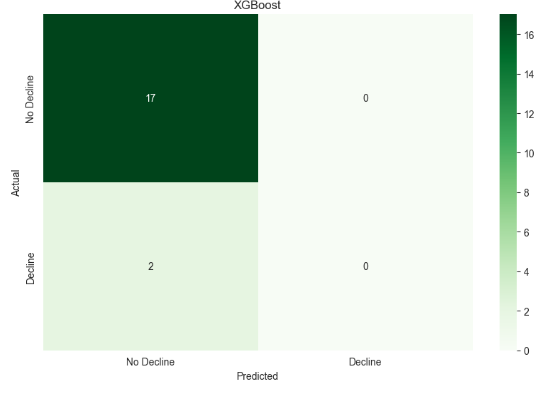 XGBoost
No Decline
Decline
Actual
17
0
2
0
No Decline
Decline
Predicted
16
14
12
10
8
6
4
2
0